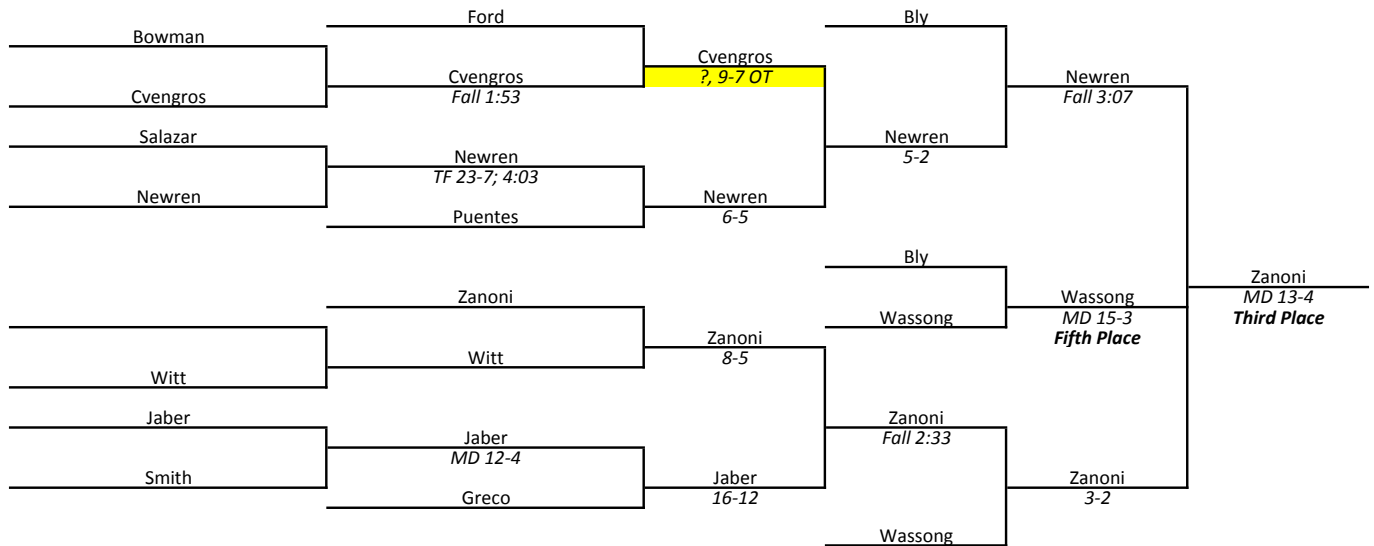 Ford
Bly
Bowman
Cvengros
?, 9-7 OT
Cvengros
Fall 1:53
Newren
Fall 3:07
Cvengros
Salazar
Newren
5-2
Newren
TF 23-7; 4:03
Newren
Newren
6-5
Puentes
Bly
Zanoni
MD 13-4
Third Place
Zanoni
Wassong
MD 15-3
Fifth Place
Wassong
Zanoni
8-5
Witt
Witt
Jaber
Zanoni
Fall 2:33
Jaber
MD 12-4
Smith
Jaber
16-12
Zanoni
3-2
Greco
Wassong